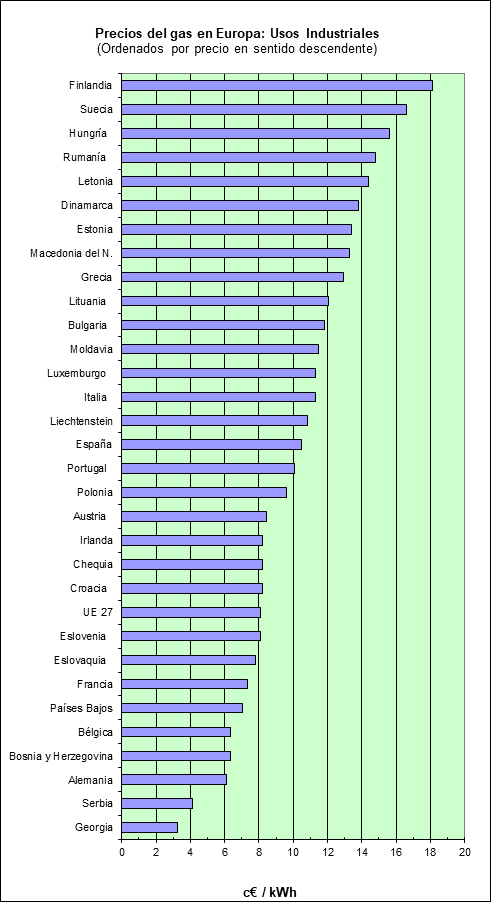 Precios del gas en Europa: Usos Industriales
(Ordenados por precio en sentido descendente)
Finlandia
Suecia
Hungría
Rumanía
Letonia
Dinamarca
Estonia
Macedonia del N.
Grecia
Lituania
Bulgaria
Moldavia
Luxemburgo
Italia
Liechtenstein
España
Portugal
Polonia
Austria
Irlanda
Chequia
Croacia
UE 27
Eslovenia
Eslovaquia
Francia
Países Bajos
Bélgica
Bosnia y Herzegovina
Alemania
Serbia
Georgia
0 2 4 6 8 10 12 14 16 18 20
c€ / kWh